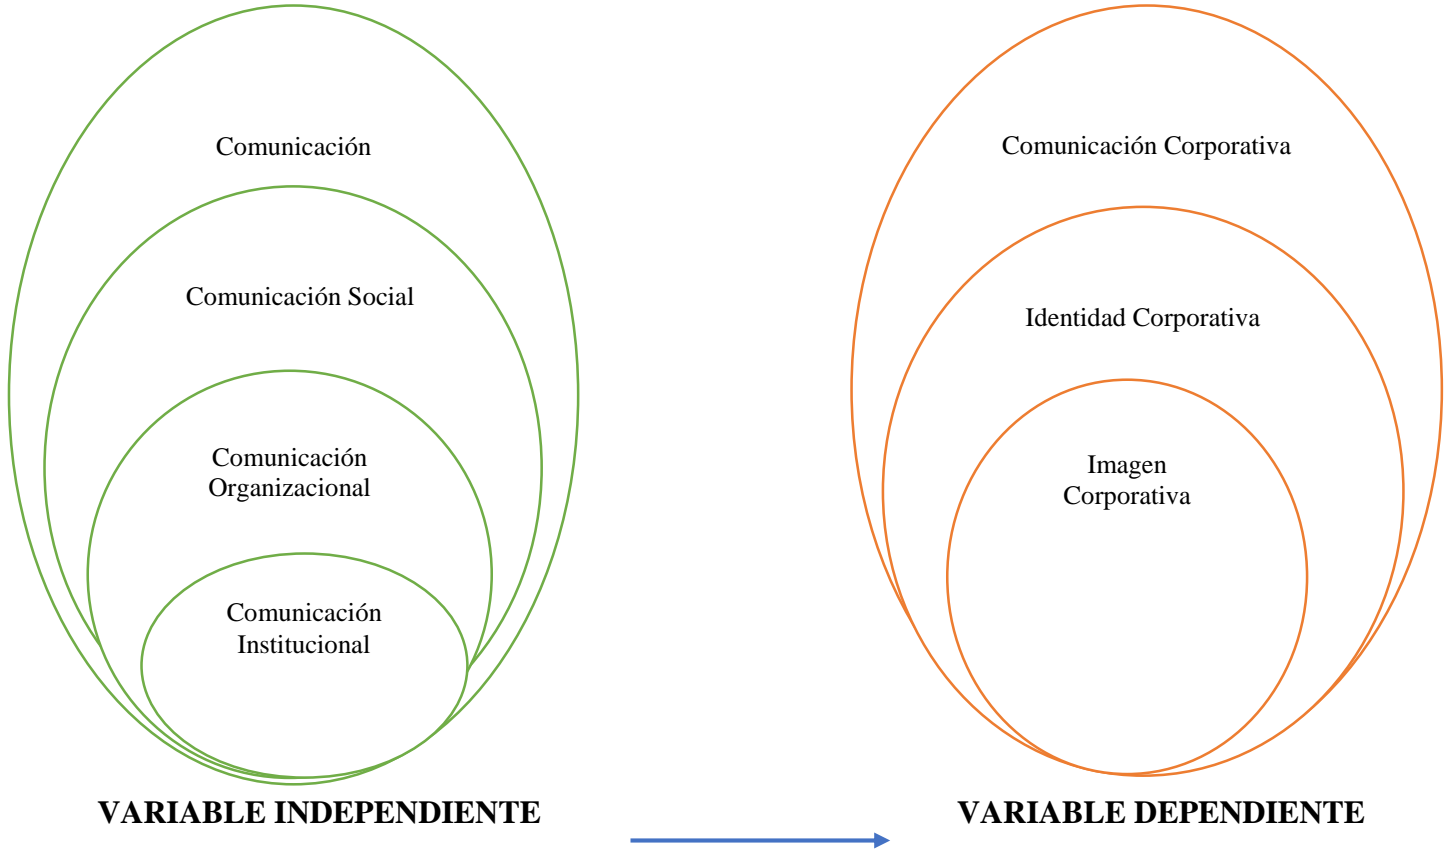 Comunicación
Comunicación Social
Comunicación
Organizacional
Comunicación
Institucional
VARIABLE INDEPENDIENTE
Comunicación Corporativa
Identidad Corporativa
Imagen
Corporativa
VARIABLE DEPENDIENTE